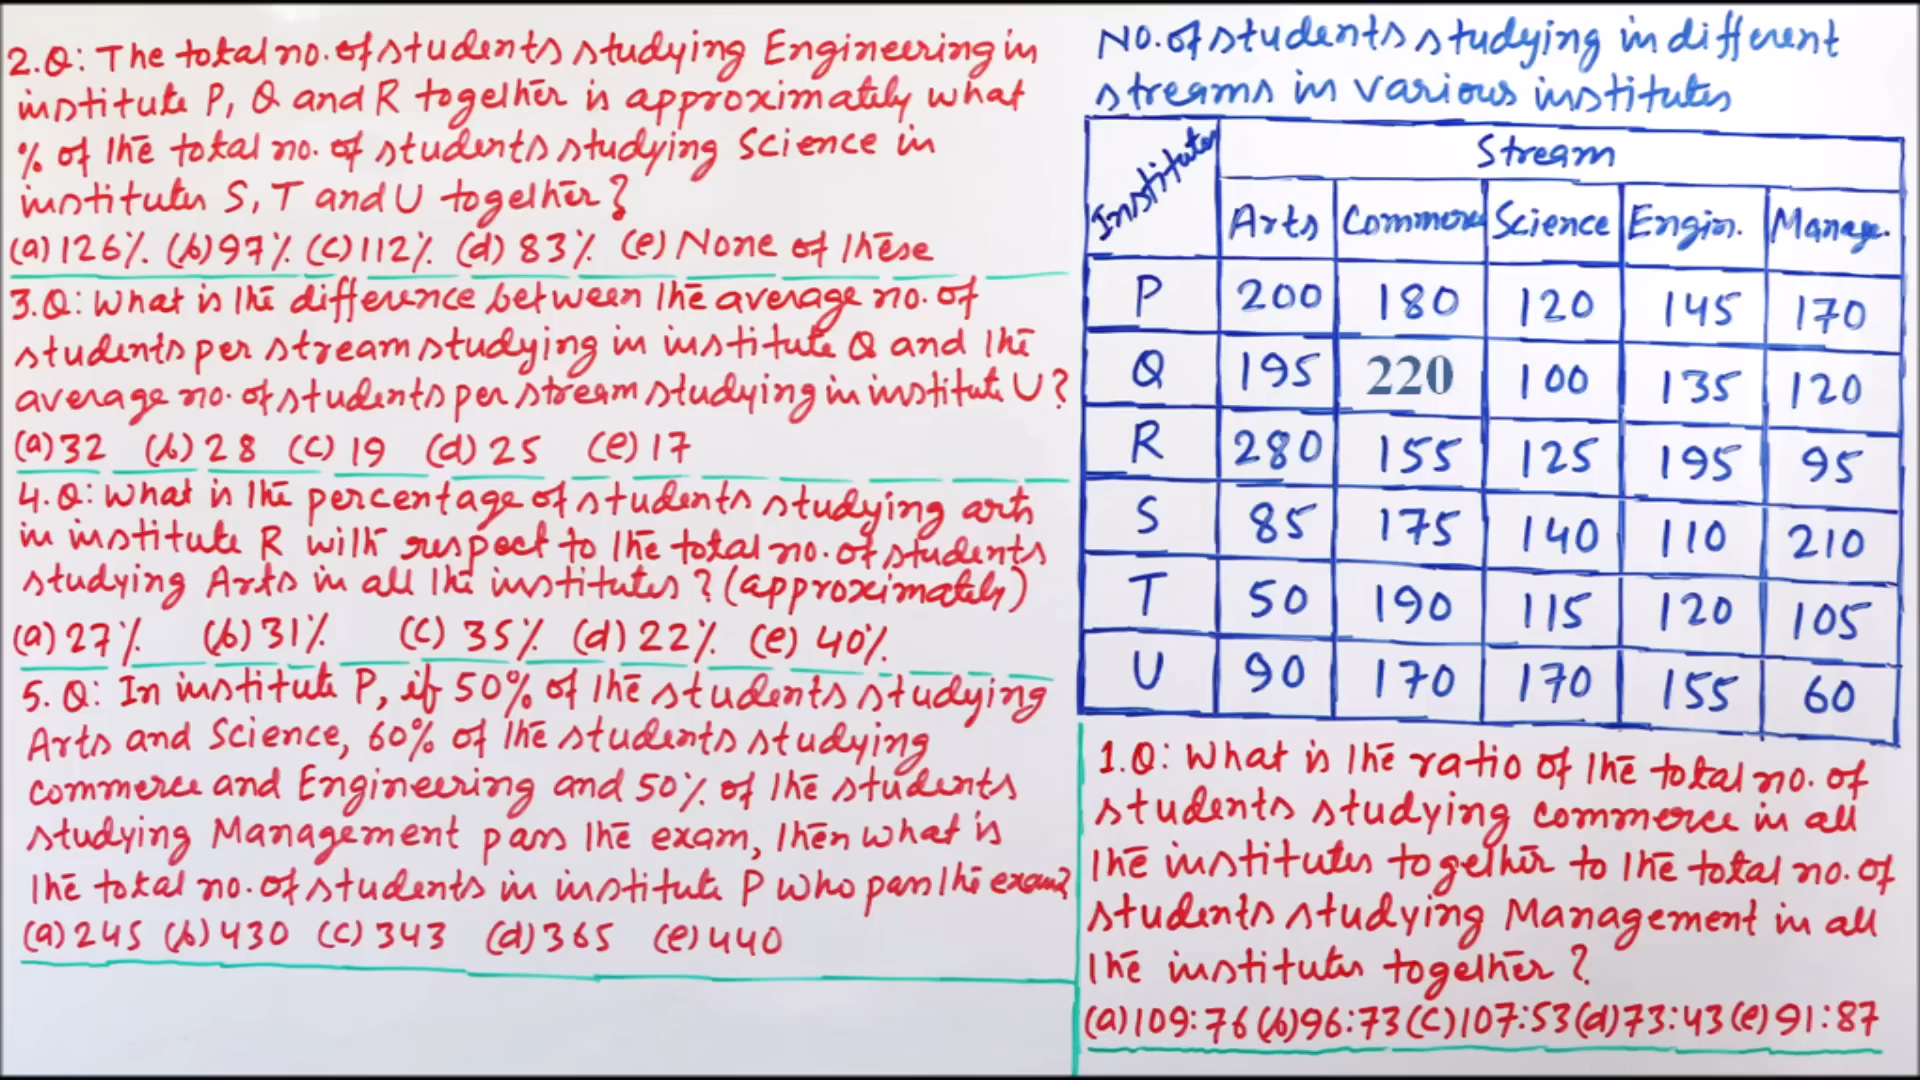 2.Q: The total no. of students studying Engineering in
institute P, Q and R together is approximately what
% of the total no. of students studying Science in
institutes S, T and U together?
(a) 126% (b) 97% (c) 112% (d) 83% (e) None of these
3.Q: What is the difference between the average no. of
students per stream studying in institute Q and the
average no. of students per stream studying in institute U?
(a) 32 (b) 28 (c) 19 (d) 25 (e) 17
4.Q: What is the percentage of students studying arts
in institute R with respect to the total no. of students
studying Arts in all the institutes? (approximately)
(a) 27% (b) 31% (c) 35% (d) 22% (e) 40%
5.Q: In institute P, if 50% of the students studying
Arts and Science, 60% of the students studying
commerce and Engineering and 50% of the students
studying Management pass the exam, then what is
the total no. of students in institute P who pass the exam?
(a) 245 (b) 430 (c) 343 (d) 365 (e) 440
No. of students studying in different
streams in various institutes
Institutes Stream
Arts Commerce Science Engin. Manage.
P 200 180 120 145 170
Q 195 220 100 135 120
R 280 155 125 195 95
S 85 175 140 110 210
T 50 190 115 120 105
U 90 170 170 155 60
1.Q: What is the ratio of the total no. of
students studying commerce in all
the institutes together to the total no. of
students studying Management in all
the institutes together?
(a) 109:76 (b) 96:73 (c) 107:53 (d) 73:43 (e) 91:87